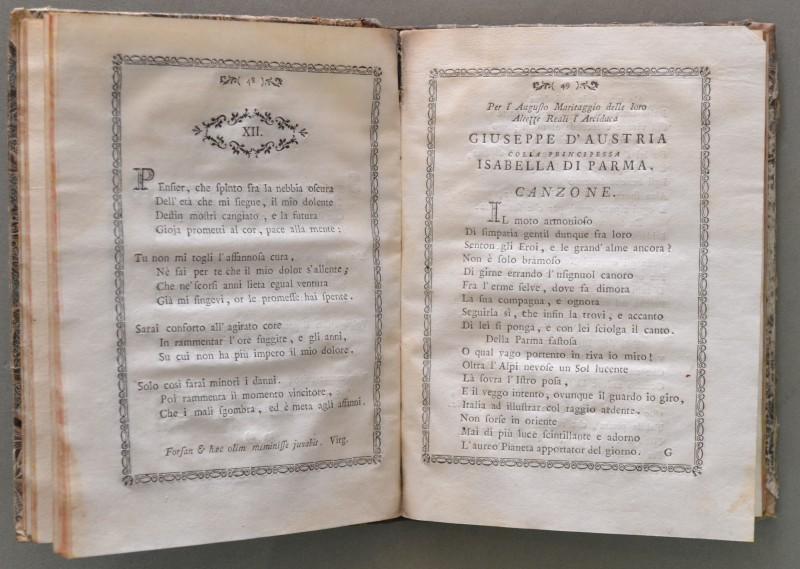 ( 48 )
XII.
PEnsier, che spinto fra la nebbia oscura
Dell'età che mi siegue, il mio dolente
Destin mostri cangiato, e la futura
Gioja prometti al cor, pace alla mente:
Tu non mi togli l'affannosa cura,
Nè fai per te che il mio dolor s'allente;
Che ne'scorsi anni lieta egual ventura
Già mi fingevi, or le promesse hai spente.
Sarai conforto all'agitato core
In rammentar l'ore fuggite, e gli anni,
Su cui non ha più impero il mio dolore.
Solo così farai minori i danni.
Poi rammenta il momento vincitore,
Che i mali sgombra, ed è meta agli affanni.
Forsan & hæc olim meminisse juvabit. Virg.
( 49 )
Per l'Augusto Maritaggio delle loro
Altezze Reali l'Arciduca
GIUSEPPE D'AUSTRIA
COLLA PRINCIPESSA
ISABELLA DI PARMA.
CANZONE.
IL moto armonioso
Di simpatia gentil dunque fra loro
Senton gli Eroi, e le grand'alme ancora?
Non è solo bramoso
Di girne errando l'usignuol canoro
Fra l'erme selve, dove fa dimora
La sua compagna, e ognora
Seguirla sì, che infin la trovi, e accanto
Di lei si ponga, e con lei sciolga il canto.
Della Parma fastosa
O qual vago portento in riva io miro!
Oltra l'Alpi nevose un Sol lucente
Là sovra l'Istro posa,
E il veggo intento, ovunque il guardo io giro,
Italia ad illustrar col raggio ardente.
Non forse in oriente
Mai di più luce scintillante e adorno
L'aureo Pianeta apportator del giorno.
G